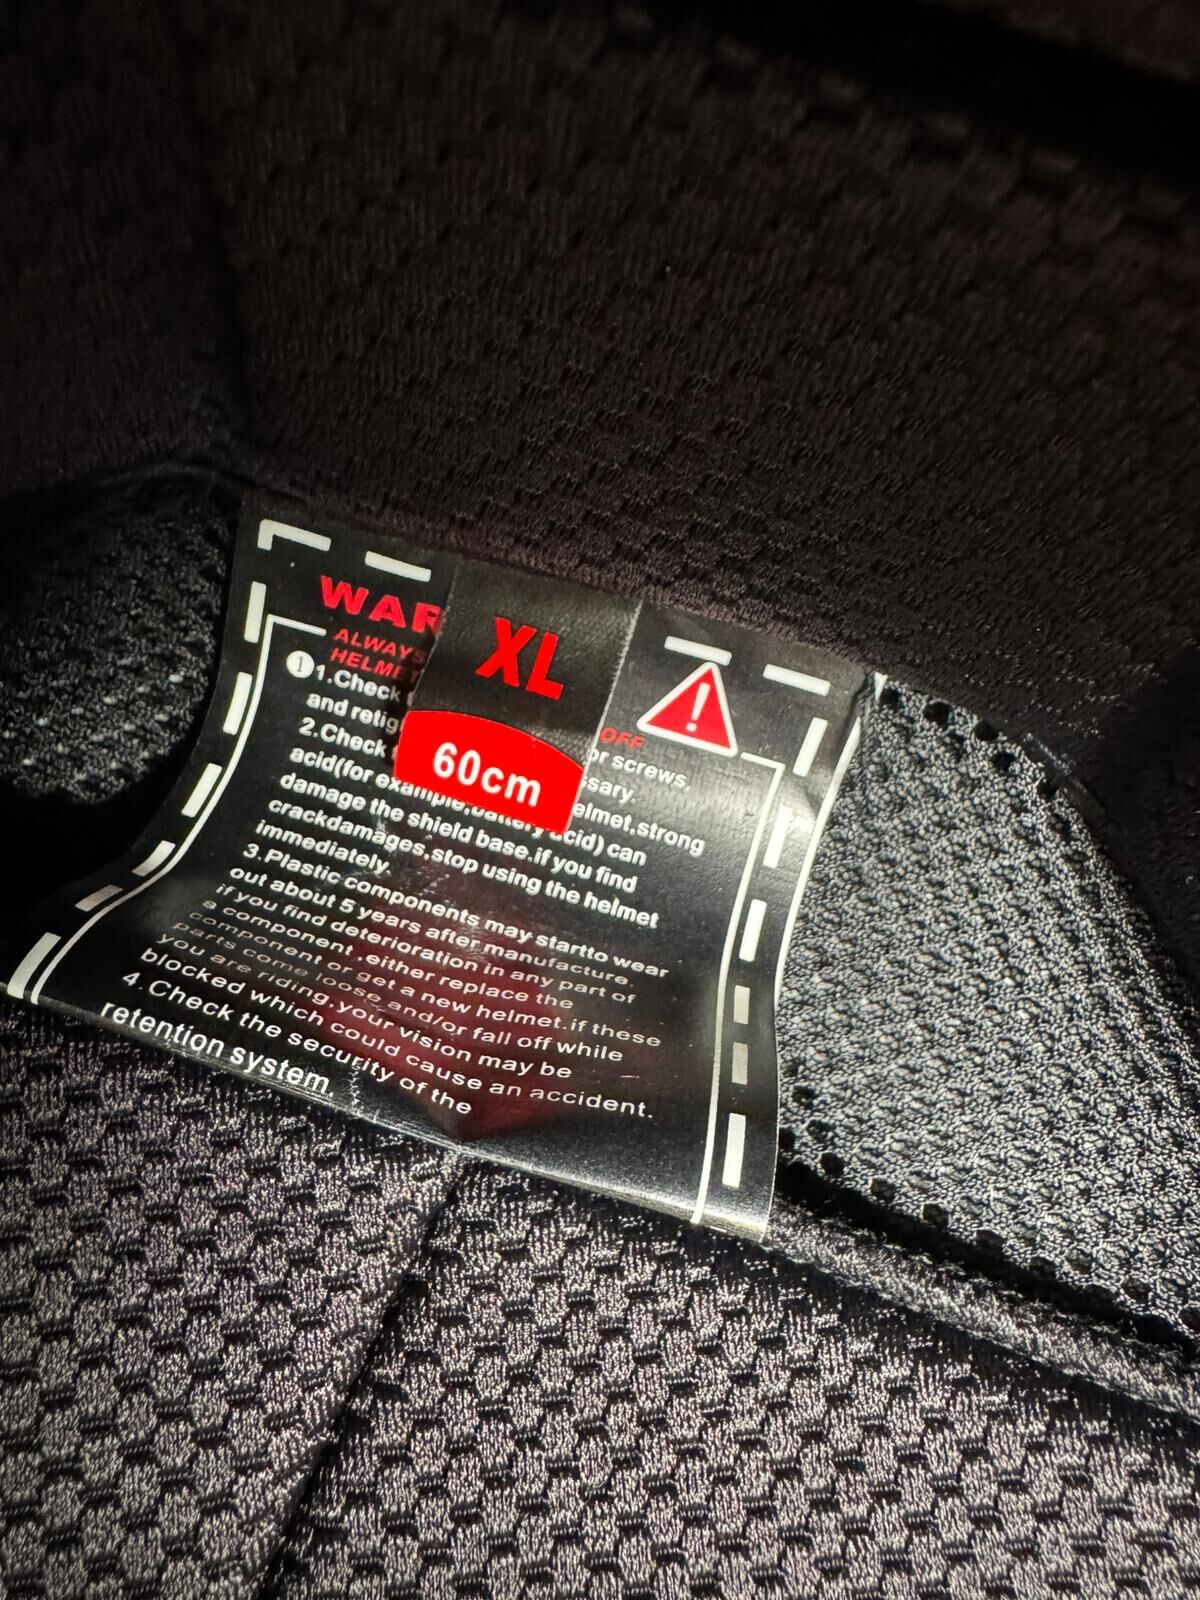 XL
60cm
WAR
ALWAYS
HELMET
OFF
① 1.Check or screws,
and sary.
2.Check elmet,strong
acid(for example,battery acid) can
damage the shield base.if you find
crackdamages,stop using the helmet
immediately.
3.Plastic components may startto wear
out about 5 years after manufacture.
if you find deterioration in any part of
a component ,either replace the
component or get a new helmet.if these
parts come loose and/or fall off while
you are riding,your vision may be
blocked which could cause an accident.
4. Check the security of the
retention system.